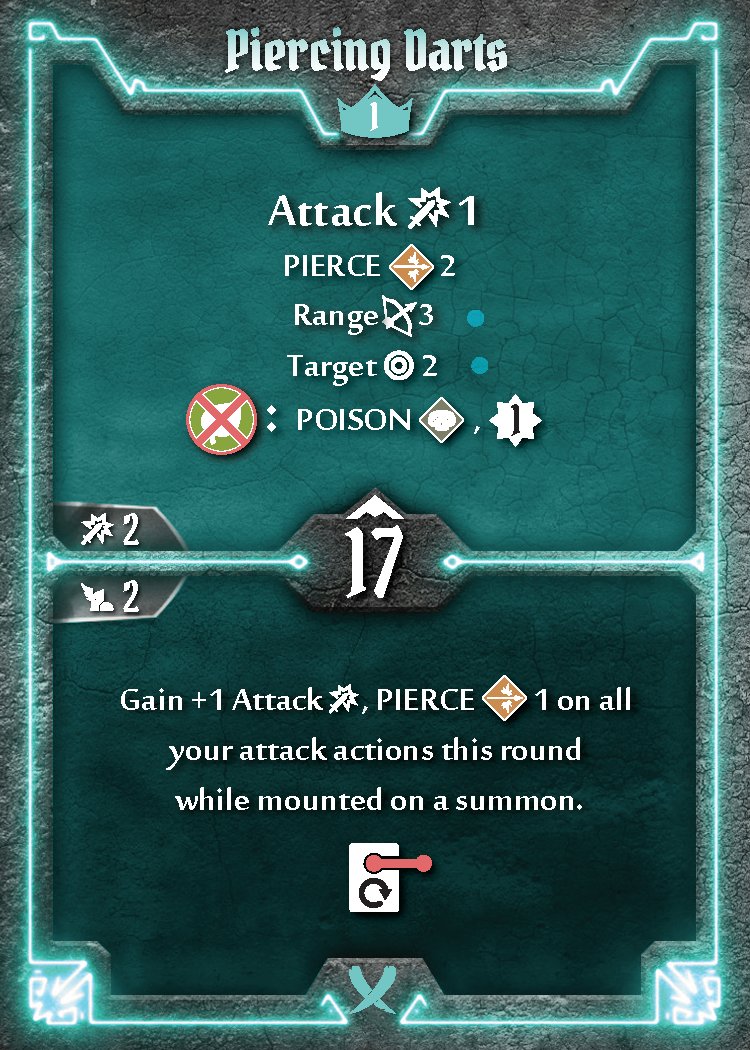 Piercing Darts
1
Attack 1
PIERCE 2
Range 3
Target 2
: POISON , 1
2
17
2
Gain +1 Attack, PIERCE 1 on all
your attack actions this round
while mounted on a summon.